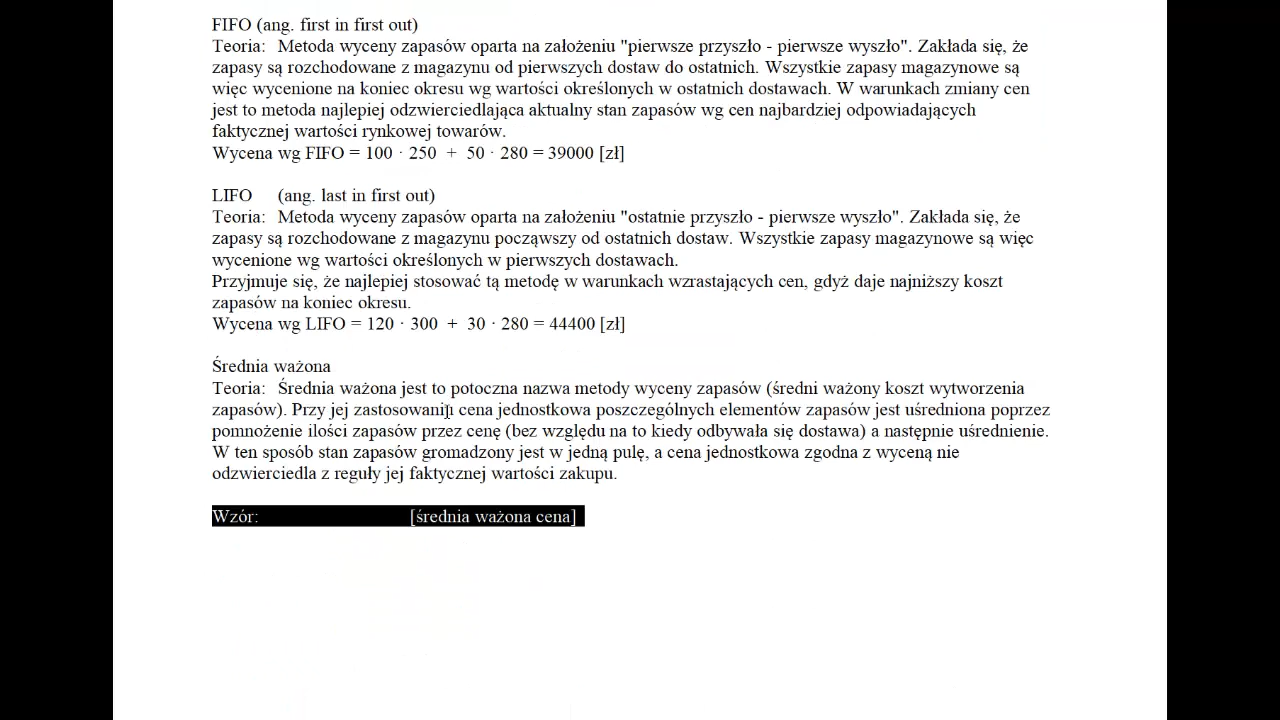 FIFO (ang. first in first out)
Teoria: Metoda wyceny zapasów oparta na założeniu "pierwsze przyszło - pierwsze wyszło". Zakłada się, że
zapasy są rozchodowane z magazynu od pierwszych dostaw do ostatnich. Wszystkie zapasy magazynowe są
więc wycenione na koniec okresu wg wartości określonych w ostatnich dostawach. W warunkach zmiany cen
jest to metoda najlepiej odzwierciedlająca aktualny stan zapasów wg cen najbardziej odpowiadających
faktycznej wartości rynkowej towarów.
Wycena wg FIFO = 100 · 250 + 50 · 280 = 39000 [zł]
LIFO (ang. last in first out)
Teoria: Metoda wyceny zapasów oparta na założeniu "ostatnie przyszło - pierwsze wyszło". Zakłada się, że
zapasy są rozchodowane z magazynu począwszy od ostatnich dostaw. Wszystkie zapasy magazynowe są więc
wycenione wg wartości określonych w pierwszych dostawach.
Przyjmuje się, że najlepiej stosować tą metodę w warunkach wzrastających cen, gdyż daje najniższy koszt
zapasów na koniec okresu.
Wycena wg LIFO = 120 · 300 + 30 · 280 = 44400 [zł]
Średnia ważona
Teoria: Średnia ważona jest to potoczna nazwa metody wyceny zapasów (średni ważony koszt wytworzenia
zapasów). Przy jej zastosowaniu cena jednostkowa poszczególnych elementów zapasów jest uśredniona poprzez
pomnożenie ilości zapasów przez cenę (bez względu na to kiedy odbywała się dostawa) a następnie uśrednienie.
W ten sposób stan zapasów gromadzony jest w jedną pulę, a cena jednostkowa zgodna z wyceną nie
odzwierciedla z reguły jej faktycznej wartości zakupu.
Wzór: [średnia ważona cena]